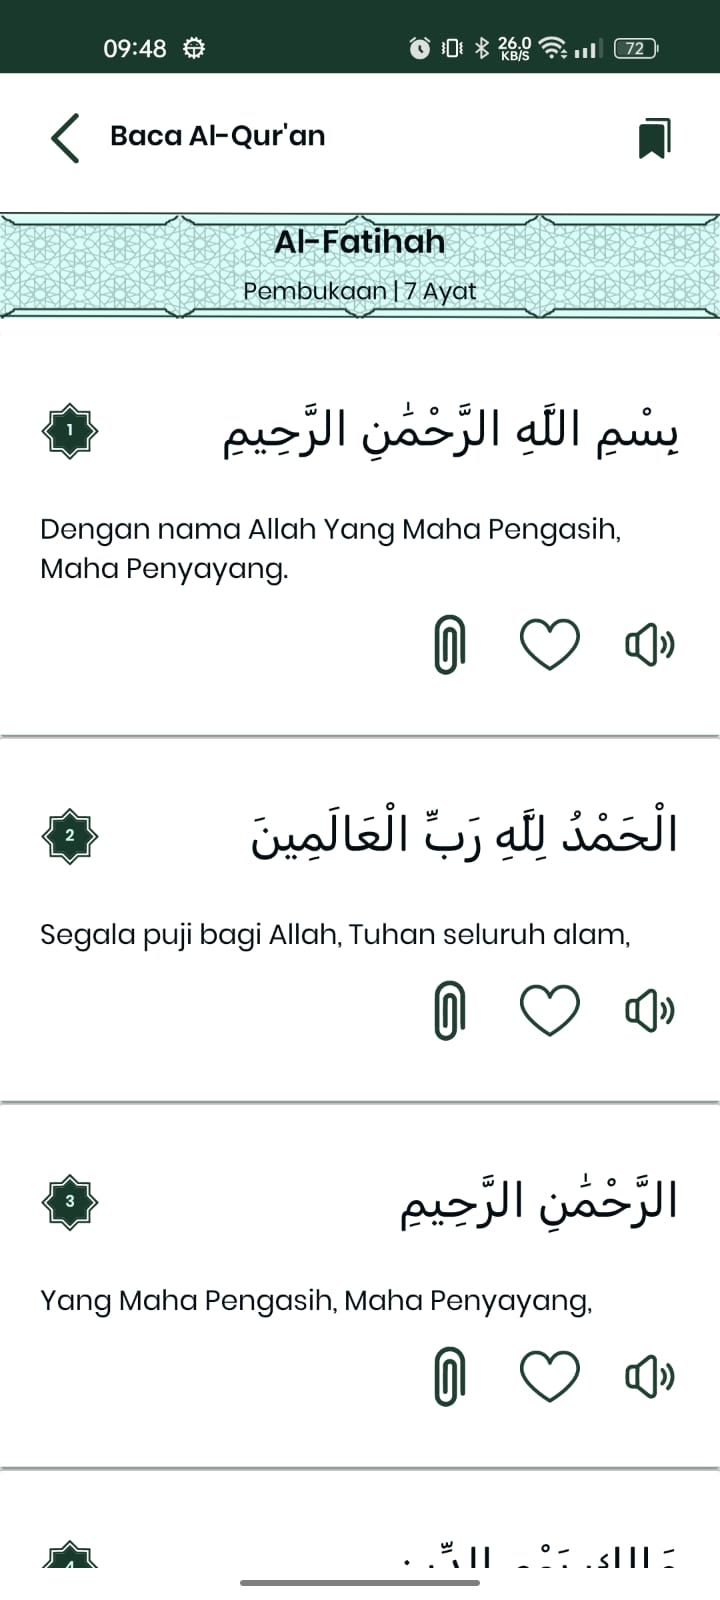 09:48
26.0
KB/S
72
Baca Al-Qur'an
Al-Fatihah
Pembukaan | 7 Ayat
1
بِسْمِ اللَّهِ الرَّحْمَٰنِ الرَّحِيمِ
Dengan nama Allah Yang Maha Pengasih,
Maha Penyayang.
2
الْحَمْدُ لِلَّهِ رَبِّ الْعَالَمِينَ
Segala puji bagi Allah, Tuhan seluruh alam,
3
الرَّحْمَٰنِ الرَّحِيمِ
Yang Maha Pengasih, Maha Penyayang,